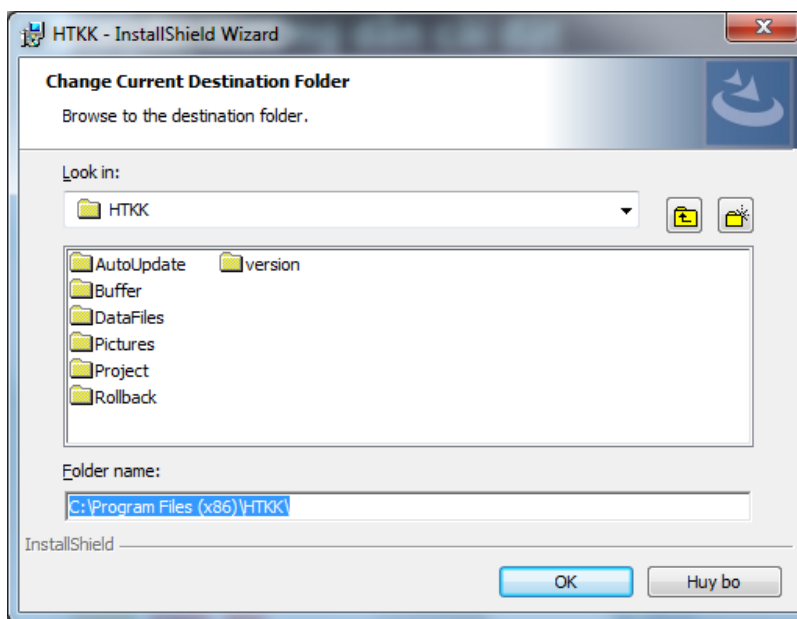 HTKK - InstallShield Wizard
Change Current Destination Folder
Browse to the destination folder.
Look in:
HTKK
AutoUpdate version
Buffer
DataFiles
Pictures
Project
Rollback
Folder name:
C:\Program Files (x86)\HTKK\
InstallShield
OK Huy bo